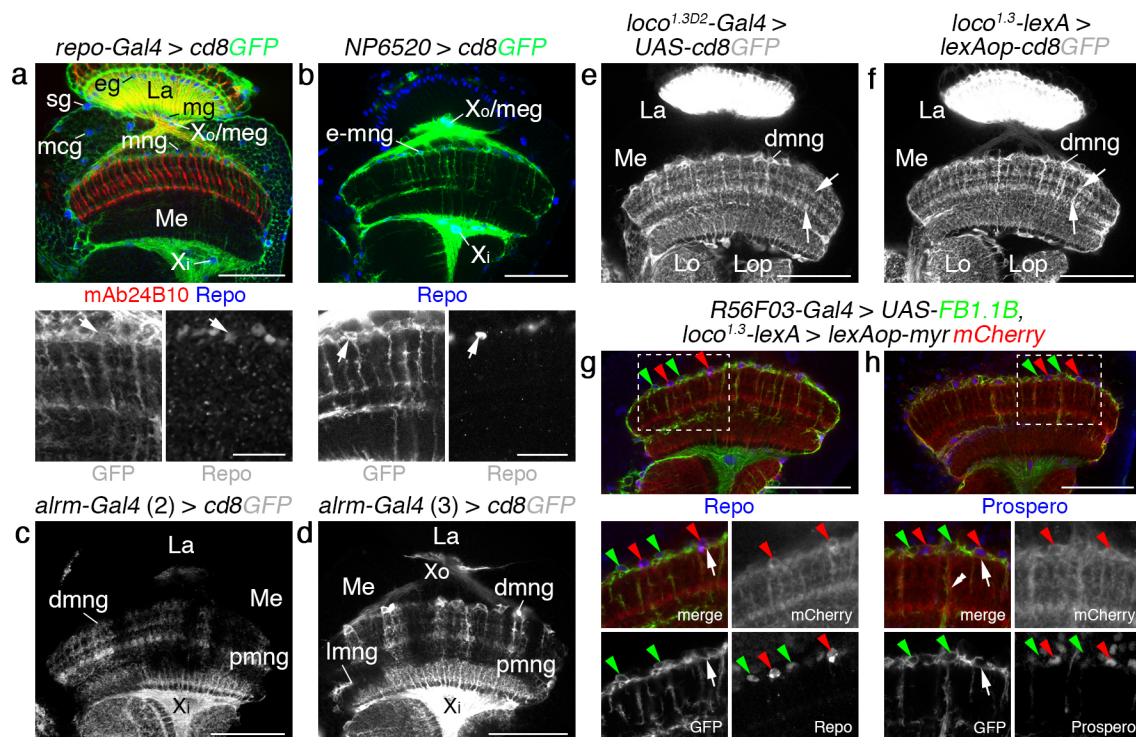 repo-Gal4 > cd8GFP
NP6520 > cd8GFP
loco1.3D2-Gal4 >
UAS-cd8GFP
loco1.3-lexA >
lexAop-cd8GFP
a
eg
La
sg
mg
Xo/meg
mcg
mng
Me
Xi
mAb24B10 Repo
GFP
Repo
b
Xo/meg
e-mng
Xi
Repo
GFP
Repo
e
La
dmng
Me
Lo
Lop
f
La
dmng
Me
Lo
Lop
alrm-Gal4 (2) > cd8GFP
c
La
dmng
Me
pmng
Xi
alrm-Gal4 (3) > cd8GFP
d
La
Xo
Me
dmng
lmng
pmng
Xi
R56F03-Gal4 > UAS-FB1.1B,
loco1.3-lexA > lexAop-myr mCherry
g
Repo
merge
mCherry
GFP
Repo
h
Prospero
merge
mCherry
GFP
Prospero